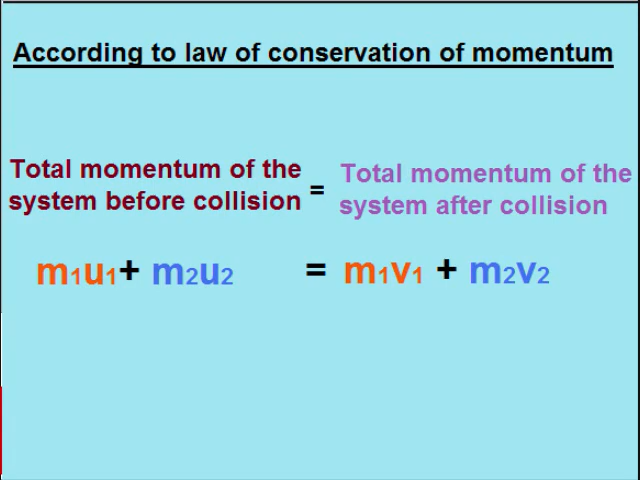 According to law of conservation of momentum
Total momentum of the
system before collision
=
Total momentum of the
system after collision
m₁u₁+ m₂u₂ = m₁v₁ + m₂v₂